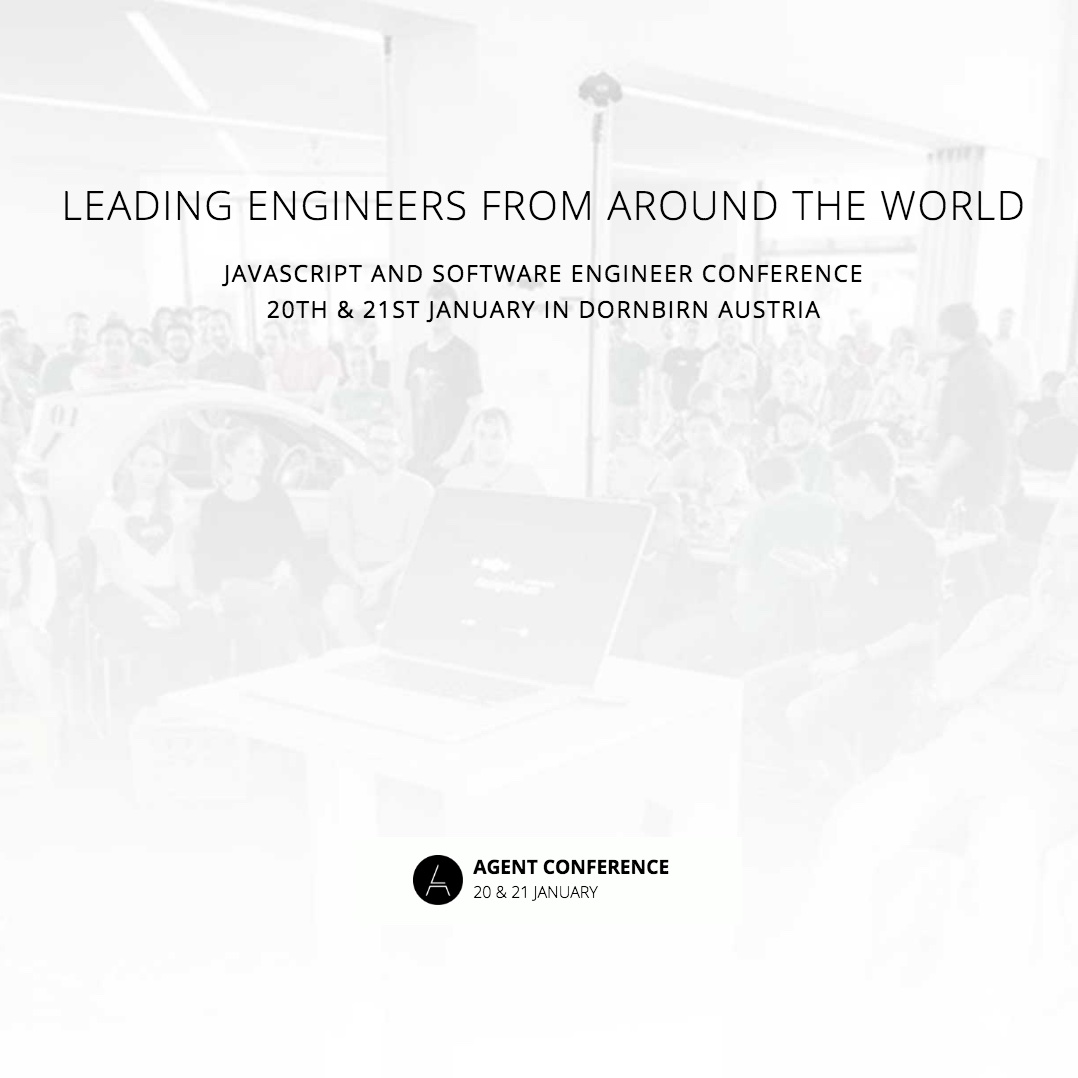 LEADING ENGINEERS FROM AROUND THE WORLD
JAVASCRIPT AND SOFTWARE ENGINEER CONFERENCE
20TH & 21ST JANUARY IN DORNBIRN AUSTRIA
01
AGENT CONFERENCE
20 & 21 JANUARY